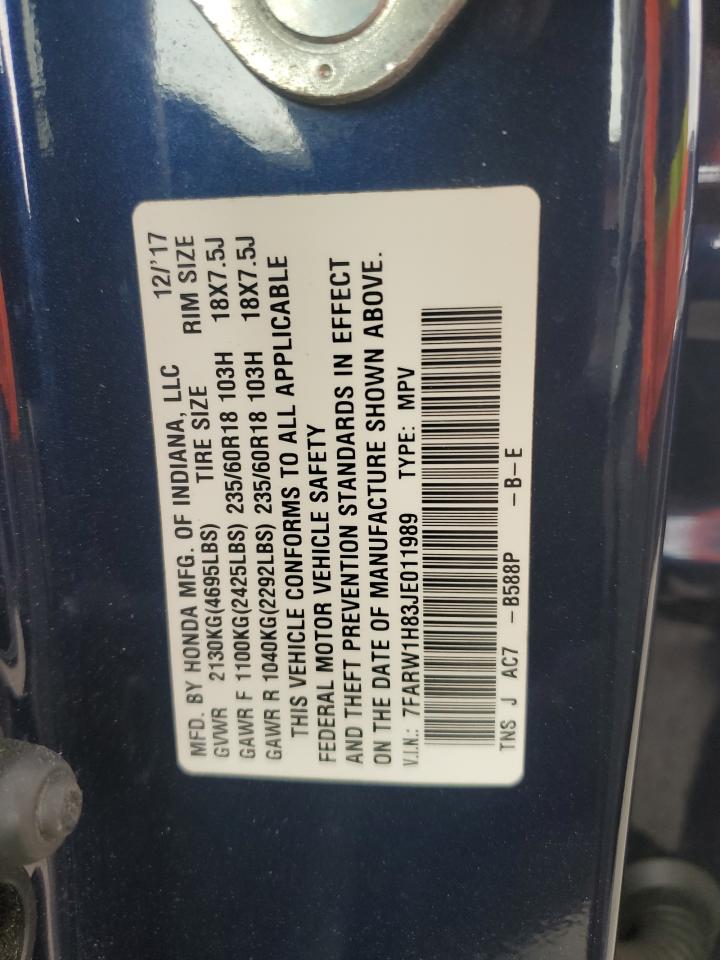 MFD. BY HONDA MFG. OF INDIANA, LLC 12/'17
GVWR 2130KG(4695LBS) TIRE SIZE RIM SIZE
GAWR F 1100KG(2425LBS) 235/60R18 103H 18X7.5J
GAWR R 1040KG(2292LBS) 235/60R18 103H 18X7.5J
THIS VEHICLE CONFORMS TO ALL APPLICABLE
FEDERAL MOTOR VEHICLE SAFETY
AND THEFT PREVENTION STANDARDS IN EFFECT
ON THE DATE OF MANUFACTURE SHOWN ABOVE.
V.I.N.: 7FARW1H83JE011989 TYPE: MPV
TNS J AC7 -B588P -B-E